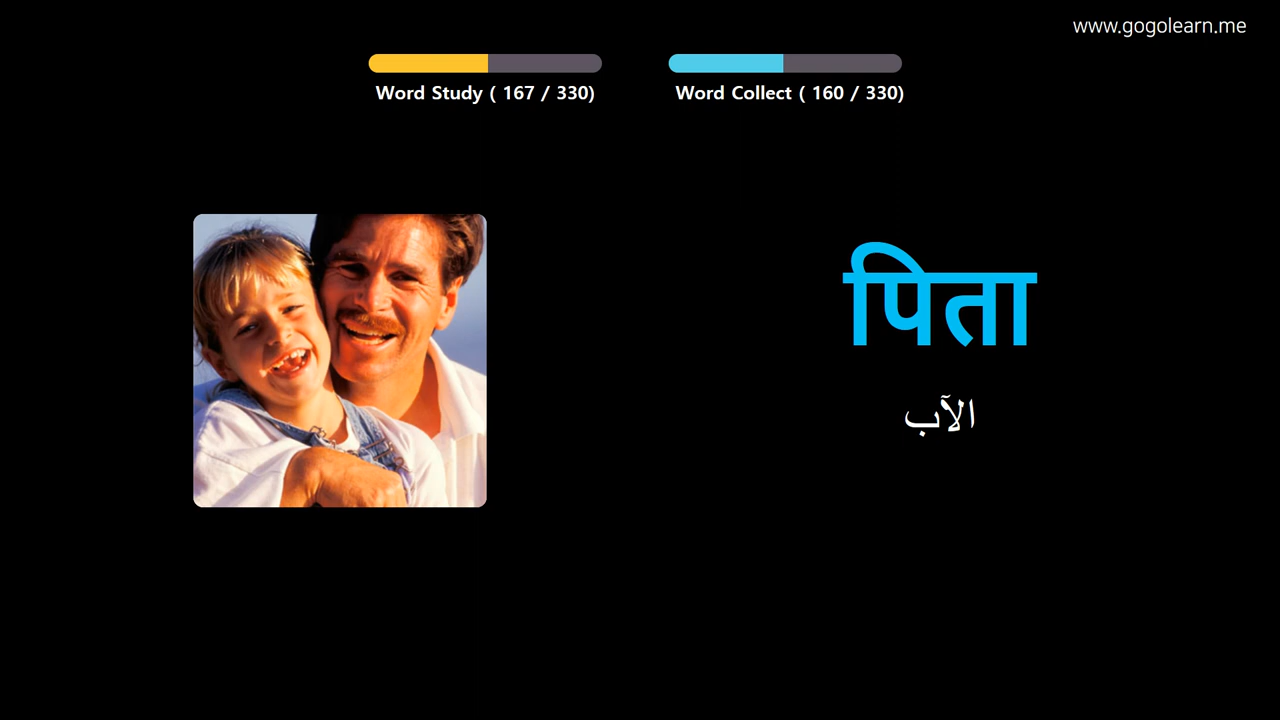 www.gogolearn.me
Word Study ( 167 / 330)
Word Collect ( 160 / 330)
पिता
الآب